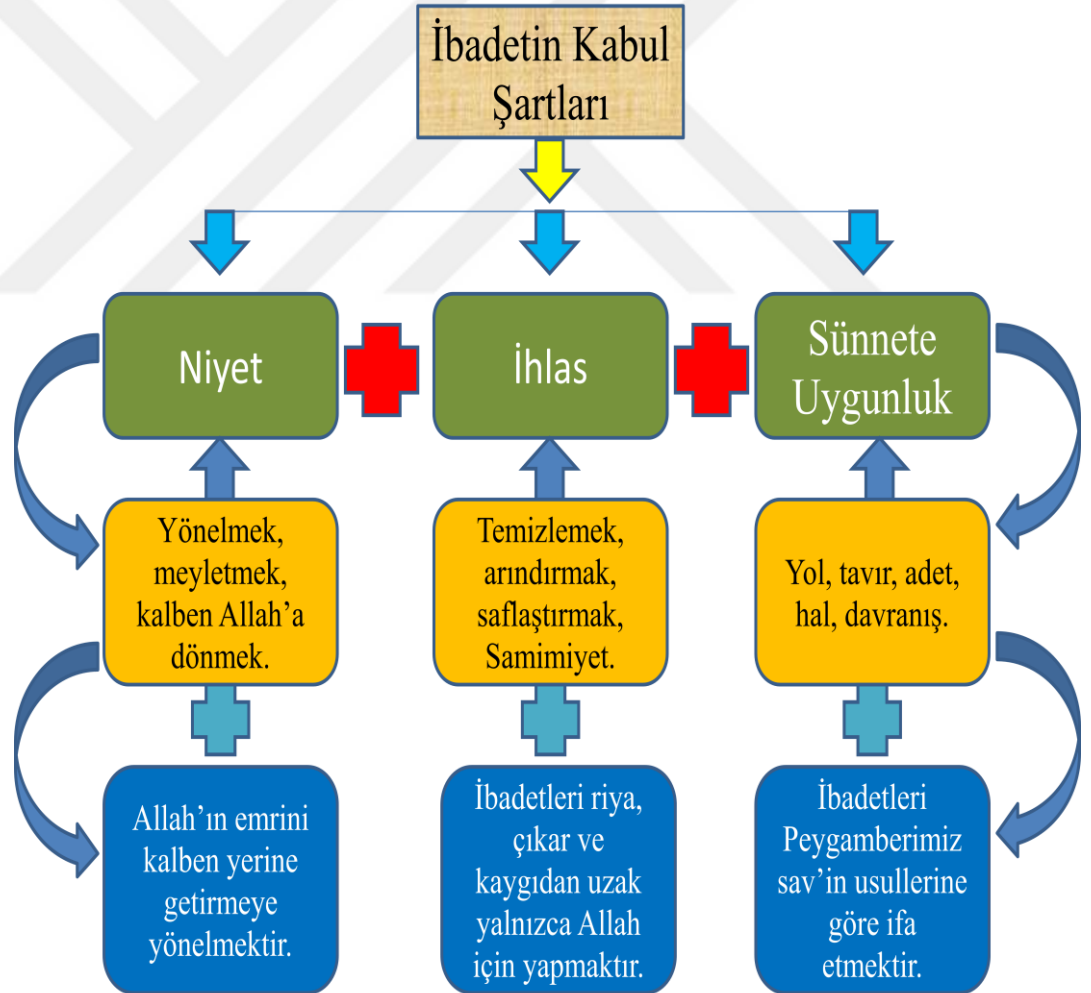 İbadetin Kabul
Şartları
Niyet
İhlas
Sünnete
Uygunluk
Yönelmek,
meyletmek,
kalben Allah’a
dönmek.
Temizlemek,
arındırmak,
saflaştırmak,
Samimiyet.
Yol, tavır, adet,
hal, davranış.
Allah’ın emrini
kalben yerine
getirmeye
yönelmektir.
İbadetleri riya,
çıkar ve
kaygıdan uzak
yalnızca Allah
için yapmaktır.
İbadetleri
Peygamberimiz
sav’in usullerine
göre ifa
etmektir.